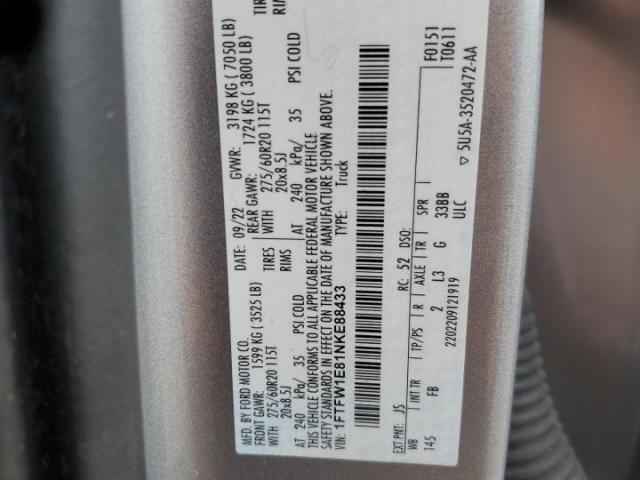 MFD. BY FORD MOTOR CO.
DATE: 09/22 GVWR: 3198 KG ( 7050 LB)
FRONT GAWR: 1599 KG ( 3525 LB) REAR GAWR: 1724 KG ( 3800 LB)
275/60R20 115T TIRES WITH 275/60R20 115T TIRES
20x8.5J RIMS 20x8.5J RIMS
AT 240 kPa/ 35 PSI COLD AT 240 kPa/ 35 PSI COLD
THIS VEHICLE CONFORMS TO ALL APPLICABLE FEDERAL MOTOR VEHICLE
SAFETY STANDARDS IN EFFECT ON THE DATE OF MANUFACTURE SHOWN ABOVE.
VIN: 1FTFW1E81NKE88433 Truck
F0151
T0611
EXT PNT: JS RC: 52 DSO:
WB INT TR TP/PS R AXLE TR SPR
145 FB 2 L3 G 33BB
ULC
2202209121919
▽ 5U5A-3520472-AA